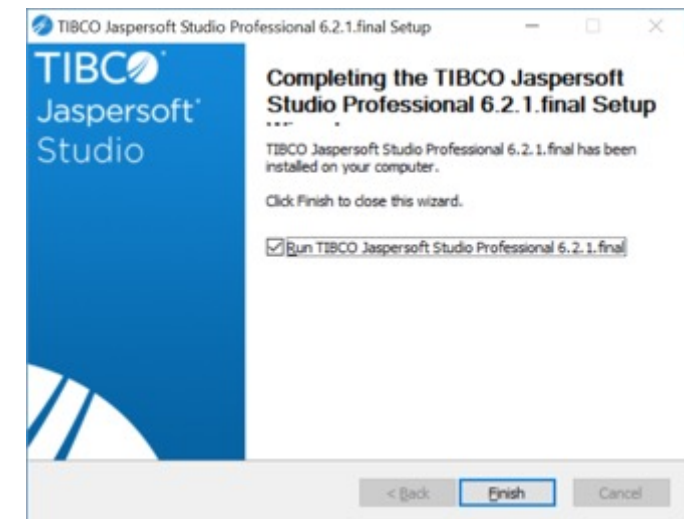 TIBCO Jaspersoft Studio Professional 6.2.1.final Setup
TIBCO
Jaspersoft
Studio
Completing the TIBCO Jaspersoft
Studio Professional 6.2.1.final Setup
TIBCO Jaspersoft Studio Professional 6.2.1.final has been
installed on your computer.
Click Finish to close this wizard.
Run TIBCO Jaspersoft Studio Professional 6.2.1.final
< Back
Finish
Cancel